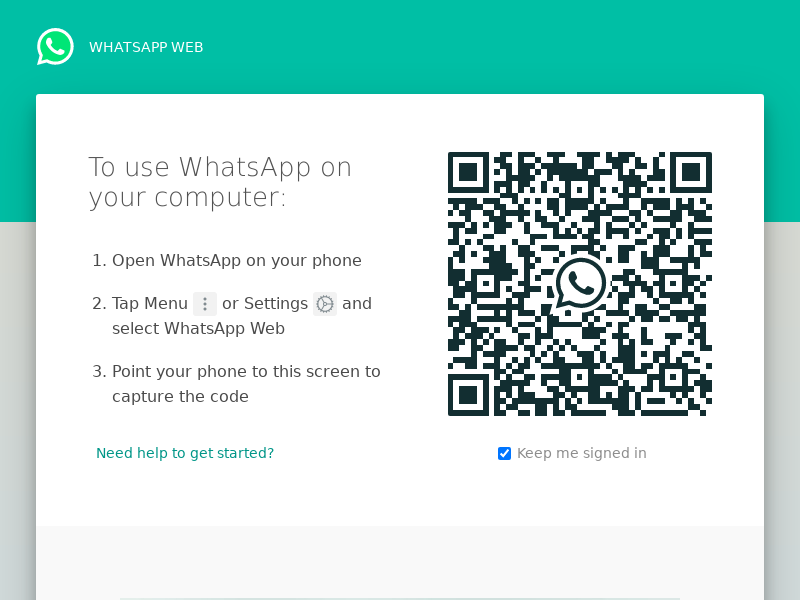 WHATSAPP WEB
To use WhatsApp on
your computer:
1. Open WhatsApp on your phone
2. Tap Menu or Settings and
select WhatsApp Web
3. Point your phone to this screen to
capture the code
Need help to get started?
Keep me signed in